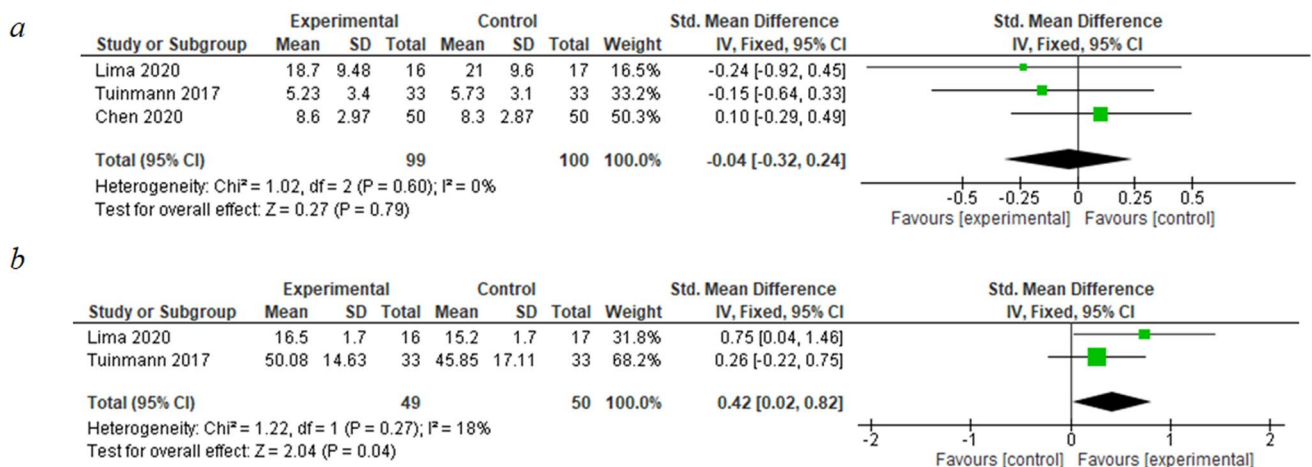 a
Experimental Control Std. Mean Difference Std. Mean Difference
Study or Subgroup Mean SD Total Mean SD Total Weight IV, Fixed, 95% CI IV, Fixed, 95% CI
Lima 2020 18.7 9.48 16 21 9.6 17 16.5% -0.24 [-0.92, 0.45]
Tuinmann 2017 5.23 3.4 33 5.73 3.1 33 33.2% -0.15 [-0.64, 0.33]
Chen 2020 8.6 2.97 50 8.3 2.87 50 50.3% 0.10 [-0.29, 0.49]
Total (95% CI) 99 100 100.0% -0.04 [-0.32, 0.24]
Heterogeneity: Chi² = 1.02, df = 2 (P = 0.60); I² = 0%
Test for overall effect: Z = 0.27 (P = 0.79)
-0.5 -0.25 0 0.25 0.5
Favours [experimental] Favours [control]
b
Experimental Control Std. Mean Difference Std. Mean Difference
Study or Subgroup Mean SD Total Mean SD Total Weight IV, Fixed, 95% CI IV, Fixed, 95% CI
Lima 2020 16.5 1.7 16 15.2 1.7 17 31.8% 0.75 [0.04, 1.46]
Tuinmann 2017 50.08 14.63 33 45.85 17.11 33 68.2% 0.26 [-0.22, 0.75]
Total (95% CI) 49 50 100.0% 0.42 [0.02, 0.82]
Heterogeneity: Chi² = 1.22, df = 1 (P = 0.27); I² = 18%
Test for overall effect: Z = 2.04 (P = 0.04)
-2 -1 0 1 2
Favours [control] Favours [experimental]